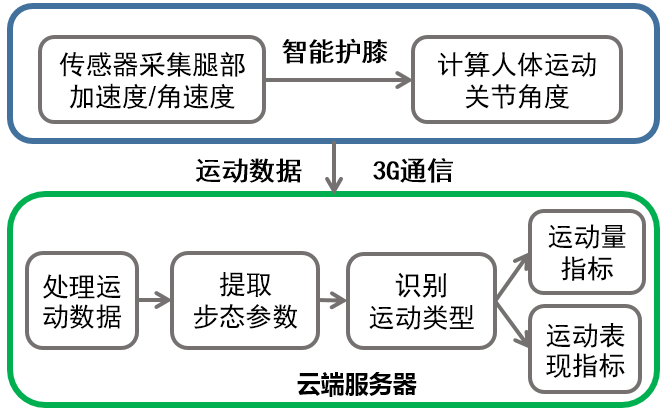 传感器采集腿部
加速度/角速度
智能护膝
计算人体运动
关节角度
运动数据
3G通信
处理运
动数据
提取
步态参数
识别
运动类型
运动量
指标
运动表
现指标
云端服务器